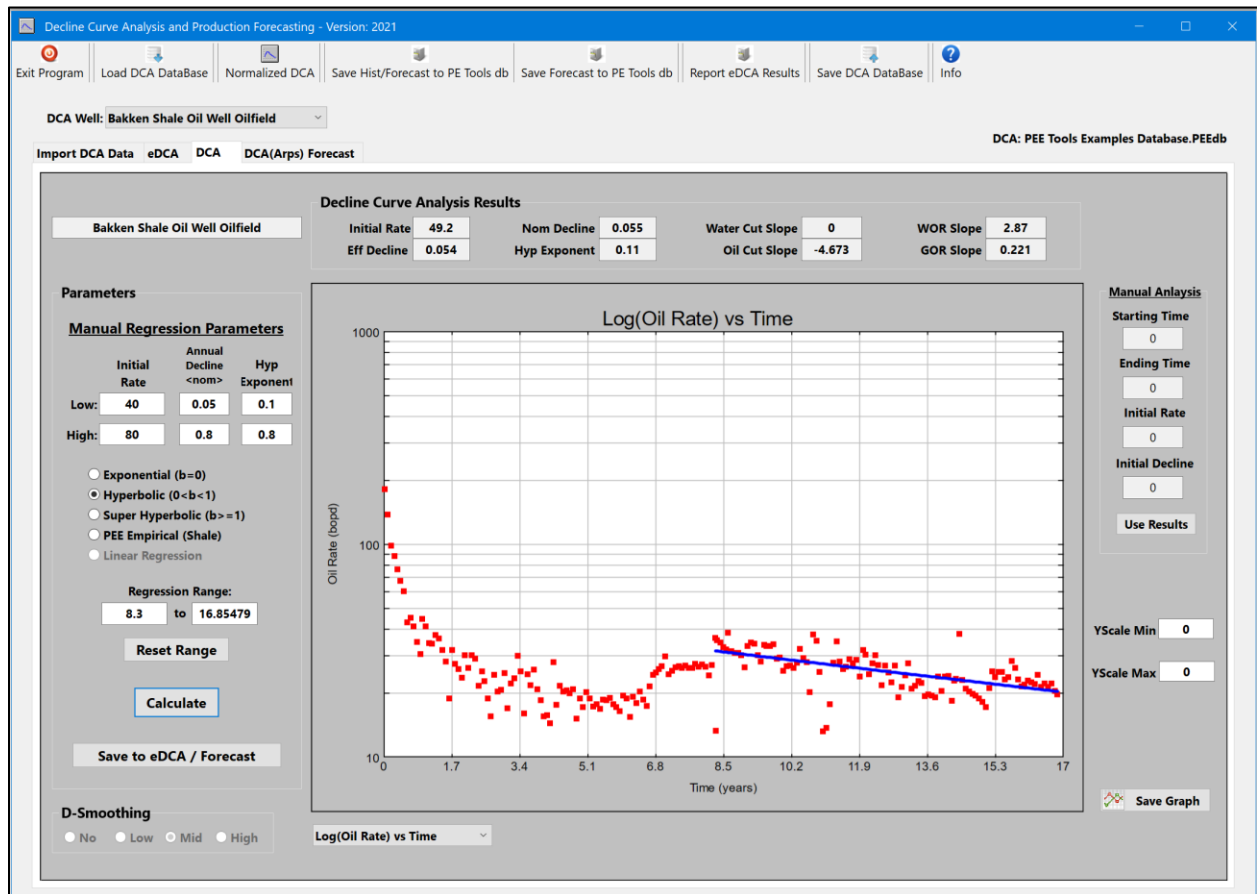 Decline Curve Analysis and Production Forecasting - Version: 2021
Exit Program Load DCA DataBase Normalized DCA Save Hist/Forecast to PE Tools db Save Forecast to PE Tools db Report eDCA Results Save DCA DataBase Info
DCA Well: Bakken Shale Oil Well Oilfield
DCA: PEE Tools Examples Database.PEEdb
Import DCA Data eDCA DCA DCA(Arps) Forecast
Decline Curve Analysis Results
Bakken Shale Oil Well Oilfield
Initial Rate 49.2 Nom Decline 0.055 Water Cut Slope 0 WOR Slope 2.87
Eff Decline 0.054 Hyp Exponent 0.11 Oil Cut Slope -4.673 GOR Slope 0.221
Parameters
Manual Regression Parameters
Initial Rate
Annual Decline <nom>
Hyp Exponent
Low: 40 0.05 0.1
High: 80 0.8 0.8
Exponential (b=0)
Hyperbolic (0<b<1)
Super Hyperbolic (b>=1)
PEE Empirical (Shale)
Linear Regression
Regression Range:
8.3 to 16.85479
Reset Range
Calculate
Save to eDCA / Forecast
D-Smoothing
No Low Mid High
Log(Oil Rate) vs Time
1000
100
10
Oil Rate (bopd)
0 1.7 3.4 5.1 6.8 8.5 10.2 11.9 13.6 15.3 17
Time (years)
Log(Oil Rate) vs Time
Manual Anlaysis
Starting Time
0
Ending Time
0
Initial Rate
0
Initial Decline
0
Use Results
YScale Min 0
YScale Max 0
Save Graph